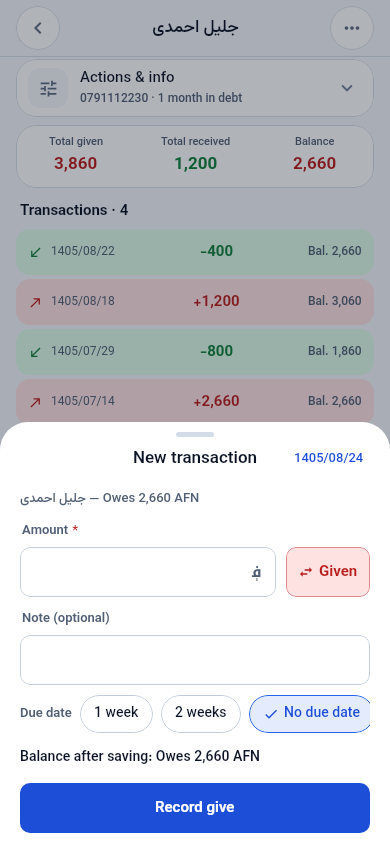 جلیل احمدی
Actions & info
0791112230 · 1 month in debt
Total given Total received Balance
3,860 1,200 2,660
Transactions · 4
1405/08/22 -400 Bal. 2,660
1405/08/18 +1,200 Bal. 3,060
1405/07/29 -800 Bal. 1,860
1405/07/14 +2,660 Bal. 2,660
New transaction 1405/08/24
جلیل احمدی — Owes 2,660 AFN
Amount *
؋ Given
Note (optional)
Due date 1 week 2 weeks No due date
Balance after saving: Owes 2,660 AFN
Record give